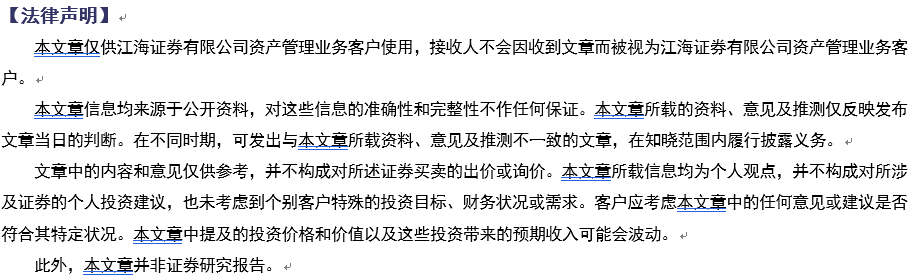 【法律声明】
本文章仅供江海证券有限公司资产管理业务客户使用，接收人不会因收到文章而被视为江海证券有限公司资产管理业务客
户。
本文章信息均来源于公开资料，对这些信息的准确性和完整性不作任何保证。本文章所载的资料、意见及推测仅反映发布
文章当日的判断。在不同时期，可发出与本文章所载资料、意见及推测不一致的文章，在知晓范围内履行披露义务。
文章中的内容和意见仅供参考，并不构成对所述证券买卖的出价或询价。本文章所载信息均为个人观点，并不构成对所涉
及证券的个人投资建议，也未考虑到个别客户特殊的投资目标、财务状况或需求。客户应考虑本文章中的任何意见或建议是否
符合其特定状况。本文章中提及的投资价格和价值以及这些投资带来的预期收入可能会波动。
此外，本文章并非证券研究报告。